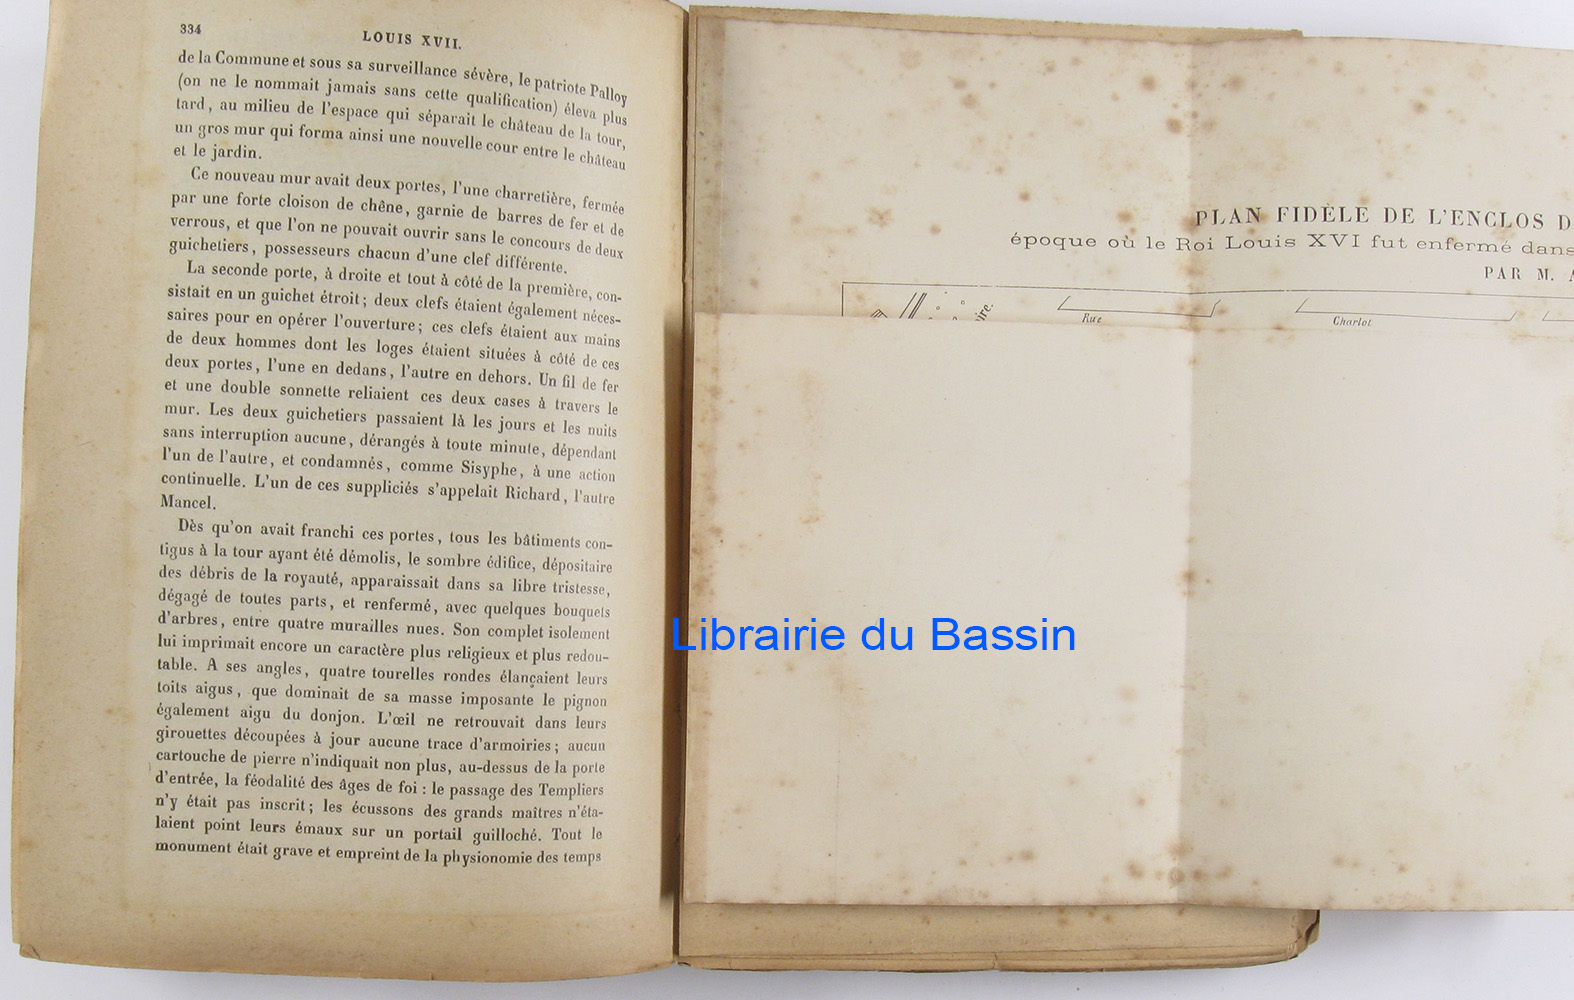 334
LOUIS XVII.
de la Commune et sous sa surveillance sévère, le patriote Palloy
(on ne le nommait jamais sans cette qualification) éleva plus
tard, au milieu de l'espace qui séparait le château de la tour,
un gros mur qui forma ainsi une nouvelle cour entre le château
et le jardin.
Ce nouveau mur avait deux portes, l'une charretière, fermée
par une forte cloison de chêne, garnie de barres de fer et de
verrous, et que l'on ne pouvait ouvrir sans le concours de deux
guichetiers, possesseurs chacun d'une clef différente.
La seconde porte, à droite et tout à côté de la première, con-
sistait en un guichet étroit; deux clefs étaient également néces-
saires pour en opérer l'ouverture; ces clefs étaient aux mains
de deux hommes dont les loges étaient situées à côté de ces
deux portes, l'une en dedans, l'autre en dehors. Un fil de fer
et une double sonnette reliaient ces deux cases à travers le
mur. Les deux guichetiers passaient là les jours et les nuits
sans interruption aucune, dérangés à toute minute, dépendant
l'un de l'autre, et condamnés, comme Sisyphe, à une action
continuelle. L'un de ces suppliciés s'appelait Richard, l'autre
Mancel.
Dès qu'on avait franchi ces portes, tous les bâtiments con-
tigus à la tour ayant été démolis, le sombre édifice, dépositaire
des débris de la royauté, apparaissait dans sa libre tristesse,
dégagé de toutes parts, et renfermé, avec quelques bouquets
d'arbres, entre quatre murailles nues. Son complet isolement
lui imprimait encore un caractère plus religieux et plus redou-
table. A ses angles, quatre tourelles rondes élançaient leurs
toits aigus, que dominait de sa masse imposante le pignon
également aigu du donjon. L'œil ne retrouvait dans leurs
girouettes découpées à jour aucune trace d'armoiries; aucun
cartouche de pierre n'indiquait non plus, au-dessus de la porte
d'entrée, la féodalité des âges de foi : le passage des Templiers
n'y était pas inscrit; les écussons des grands maîtres n'éta-
laient point leurs émaux sur un portail guilloché. Tout le
monument était grave et empreint de la physionomie des temps
PLAN FIDÈLE DE L'ENCLOS D
époque où le Roi Louis XVI fut enfermé dans
PAR M. A
Rue
Charlot
Librairie du Bassin